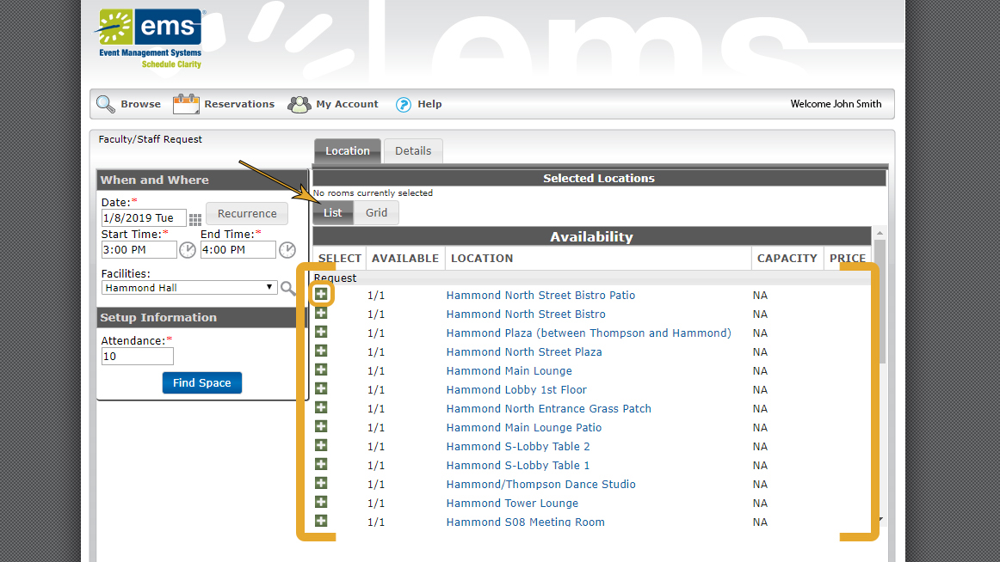 ems
ems
®
Event Management Systems
Schedule Clarity
Browse Reservations My Account ? Help Welcome John Smith
Faculty/Staff Request
Location Details
When and Where
Date:*
1/8/2019 Tue Recurrence
Start Time:* End Time:*
3:00 PM 4:00 PM
Facilities:
Hammond Hall
Setup Information
Attendance:*
10
Find Space
Selected Locations
No rooms currently selected
List Grid
Availability
SELECT AVAILABLE LOCATION CAPACITY PRICE
Request
1/1 Hammond North Street Bistro Patio NA
1/1 Hammond North Street Bistro NA
1/1 Hammond Plaza (between Thompson and Hammond) NA
1/1 Hammond North Street Plaza NA
1/1 Hammond Main Lounge NA
1/1 Hammond Lobby 1st Floor NA
1/1 Hammond North Entrance Grass Patch NA
1/1 Hammond Main Lounge Patio NA
1/1 Hammond S-Lobby Table 2 NA
1/1 Hammond S-Lobby Table 1 NA
1/1 Hammond/Thompson Dance Studio NA
1/1 Hammond Tower Lounge NA
1/1 Hammond S08 Meeting Room NA